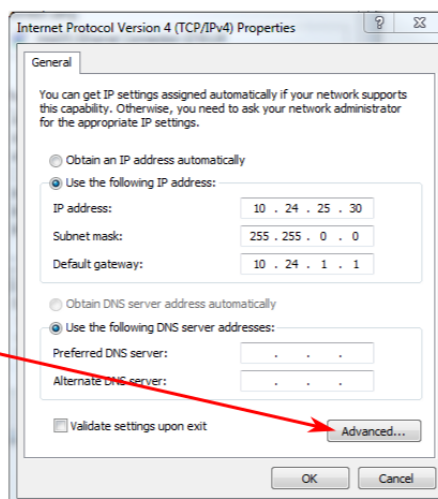 Internet Protocol Version 4 (TCP/IPv4) Properties
General
You can get IP settings assigned automatically if your network supports
this capability. Otherwise, you need to ask your network administrator
for the appropriate IP settings.
Obtain an IP address automatically
Use the following IP address:
IP address: 10 . 24 . 25 . 30
Subnet mask: 255 . 255 . 0 . 0
Default gateway: 10 . 24 . 1 . 1
Obtain DNS server address automatically
Use the following DNS server addresses:
Preferred DNS server: . . .
Alternate DNS server: . . .
Validate settings upon exit
Advanced...
OK Cancel